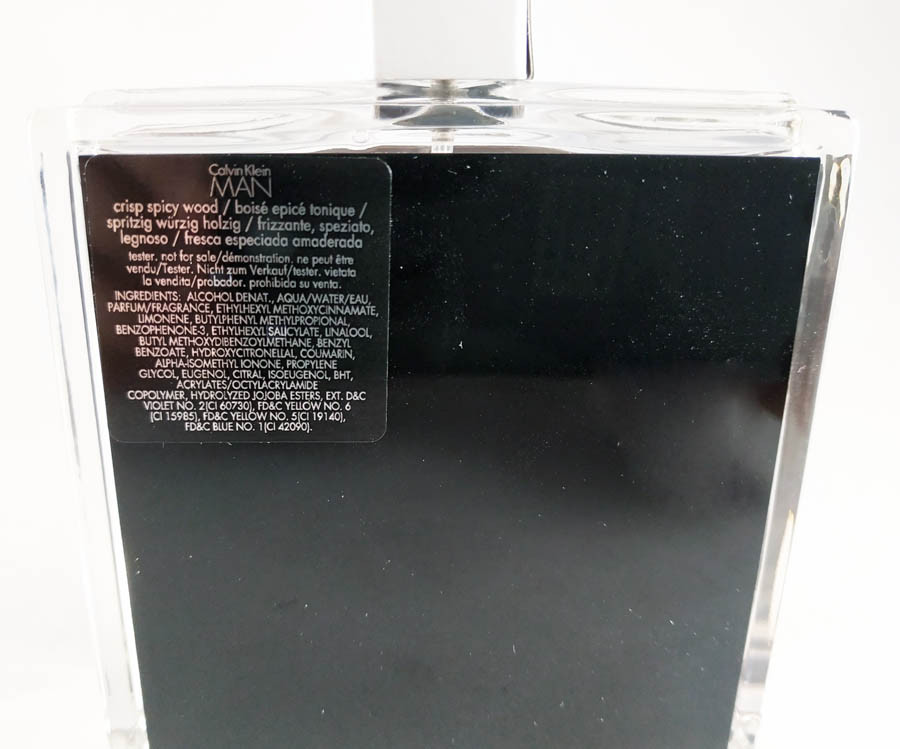 Calvin Klein
MAN
crisp spicy wood / boisé epicé tonique /
spritzig würzig holzig / frizzante, speziato,
legnoso / fresca especiada amaderada
tester. not for sale/démonstration. ne peut être
vendu/Tester. Nicht zum Verkauf/tester. vietata
la vendita/probador. prohibida su venta.
INGREDIENTS: ALCOHOL DENAT., AQUA/WATER/EAU,
PARFUM/FRAGRANCE, ETHYLHEXYL METHOXYCINNAMATE,
LIMONENE, BUTYLPHENYL METHYLPROPIONAL,
BENZOPHENONE-3, ETHYLHEXYL SALICYLATE, LINALOOL,
BUTYL METHOXYDIBENZOYLMETHANE, BENZYL
BENZOATE, HYDROXYCITRONELLAL, COUMARIN,
ALPHA-ISOMETHYL IONONE, PROPYLENE
GLYCOL, EUGENOL, CITRAL, ISOEUGENOL, BHT,
ACRYLATES/OCTYLACRYLAMIDE
COPOLYMER, HYDROLYZED JOJOBA ESTERS, EXT. D&C
VIOLET NO. 2(CI 60730), FD&C YELLOW NO. 6
(CI 15985), FD&C YELLOW NO. 5(CI 19140),
FD&C BLUE NO. 1(CI 42090).